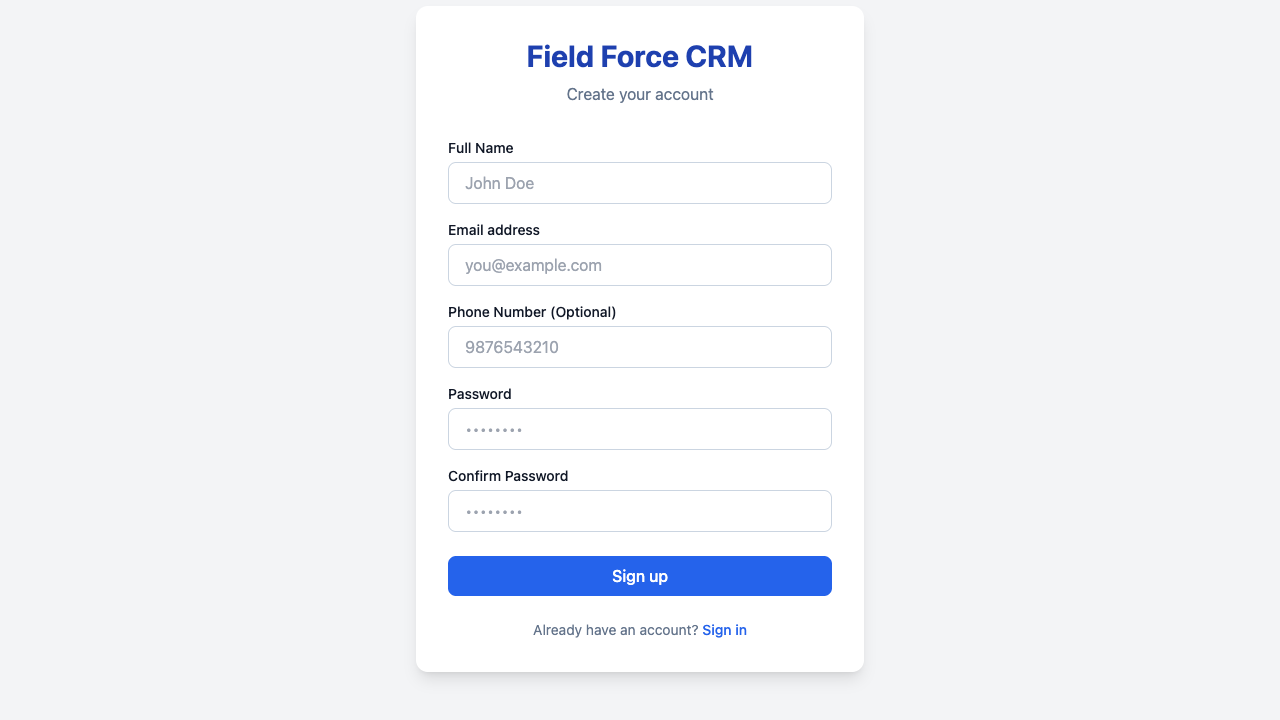 Field Force CRM
Create your account
Full Name
John Doe
Email address
you@example.com
Phone Number (Optional)
9876543210
Password
••••••••
Confirm Password
••••••••
Sign up
Already have an account? Sign in